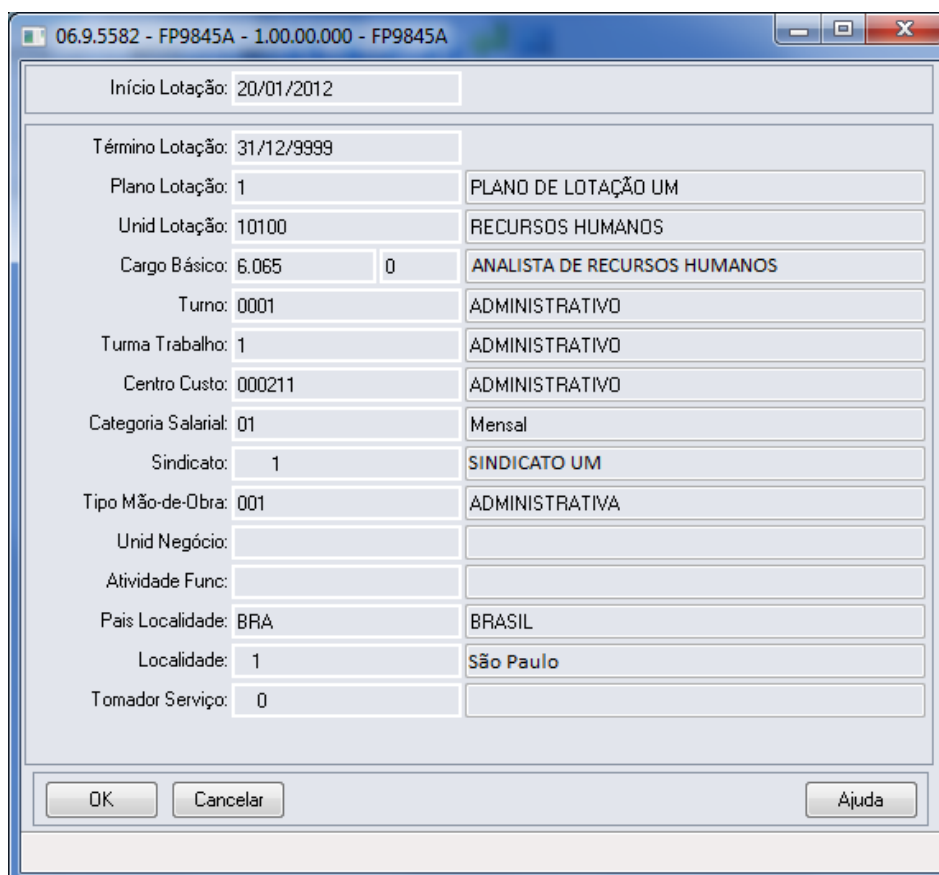 06.9.5582 - FP9845A - 1.00.00.000 - FP9845A
Início Lotação: 20/01/2012
Término Lotação: 31/12/9999
Plano Lotação: 1 PLANO DE LOTAÇÃO UM
Unid Lotação: 10100 RECURSOS HUMANOS
Cargo Básico: 6.065 0 ANALISTA DE RECURSOS HUMANOS
Turno: 0001 ADMINISTRATIVO
Turma Trabalho: 1 ADMINISTRATIVO
Centro Custo: 000211 ADMINISTRATIVO
Categoria Salarial: 01 Mensal
Sindicato: 1 SINDICATO UM
Tipo Mão-de-Obra: 001 ADMINISTRATIVA
Unid Negócio:
Atividade Func:
Pais Localidade: BRA BRASIL
Localidade: 1 São Paulo
Tomador Serviço: 0
OK Cancelar Ajuda